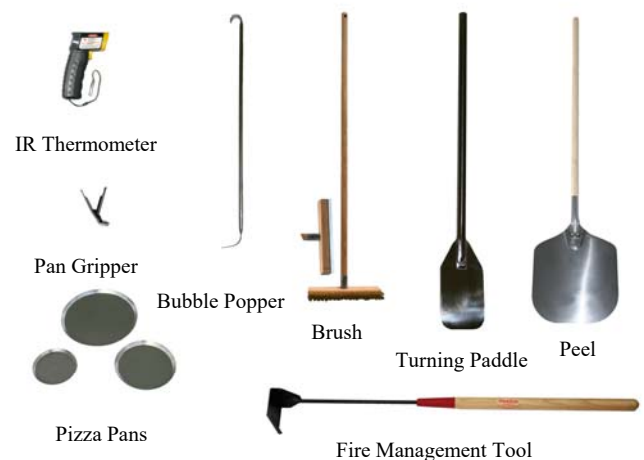 IR Thermometer
Pan Gripper
Bubble Popper
Brush
Turning Paddle
Peel
Pizza Pans
Fire Management Tool